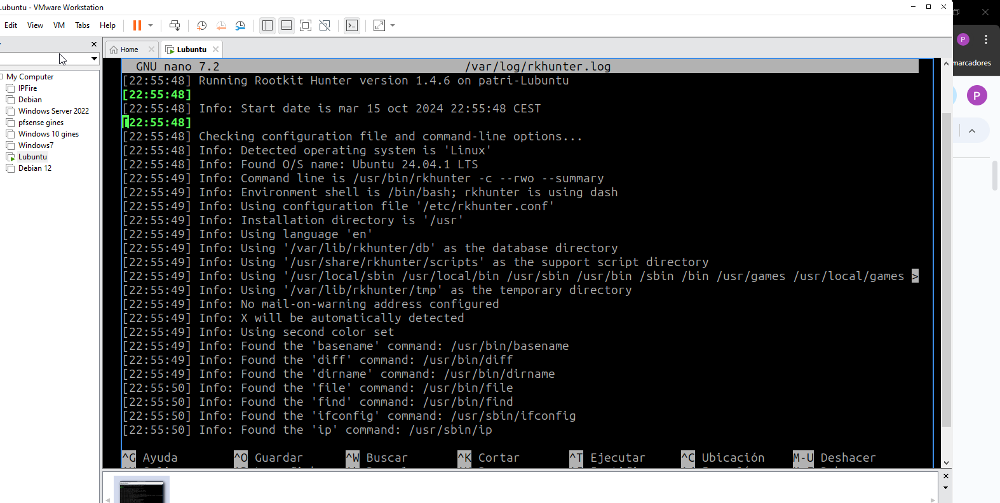 Lubuntu - VMware Workstation
Edit View VM Tabs Help
Home
Lubuntu
My Computer
IPFire
Debian
Windows Server 2022
pfsense gines
Windows 10 gines
Windows7
Lubuntu
Debian 12
GNU nano 7.2 /var/log/rkhunter.log
[22:55:48] Running Rootkit Hunter version 1.4.6 on patri-Lubuntu
[22:55:48]
[22:55:48] Info: Start date is mar 15 oct 2024 22:55:48 CEST
[22:55:48]
[22:55:48] Checking configuration file and command-line options...
[22:55:48] Info: Detected operating system is 'Linux'
[22:55:48] Info: Found O/S name: Ubuntu 24.04.1 LTS
[22:55:49] Info: Command line is /usr/bin/rkhunter -c --rwo --summary
[22:55:49] Info: Environment shell is /bin/bash; rkhunter is using dash
[22:55:49] Info: Using configuration file '/etc/rkhunter.conf'
[22:55:49] Info: Installation directory is '/usr'
[22:55:49] Info: Using language 'en'
[22:55:49] Info: Using '/var/lib/rkhunter/db' as the database directory
[22:55:49] Info: Using '/usr/share/rkhunter/scripts' as the support script directory
[22:55:49] Info: Using '/usr/local/sbin /usr/local/bin /usr/sbin /usr/bin /sbin /bin /usr/games /usr/local/games >
[22:55:49] Info: Using '/var/lib/rkhunter/tmp' as the temporary directory
[22:55:49] Info: No mail-on-warning address configured
[22:55:49] Info: X will be automatically detected
[22:55:49] Info: Using second color set
[22:55:49] Info: Found the 'basename' command: /usr/bin/basename
[22:55:49] Info: Found the 'diff' command: /usr/bin/diff
[22:55:49] Info: Found the 'dirname' command: /usr/bin/dirname
[22:55:50] Info: Found the 'file' command: /usr/bin/file
[22:55:50] Info: Found the 'find' command: /usr/bin/find
[22:55:50] Info: Found the 'ifconfig' command: /usr/sbin/ifconfig
[22:55:50] Info: Found the 'ip' command: /usr/sbin/ip
^G Ayuda ^O Guardar ^W Buscar ^K Cortar ^T Ejecutar ^C Ubicación M-U Deshacer
P
marcadores
P